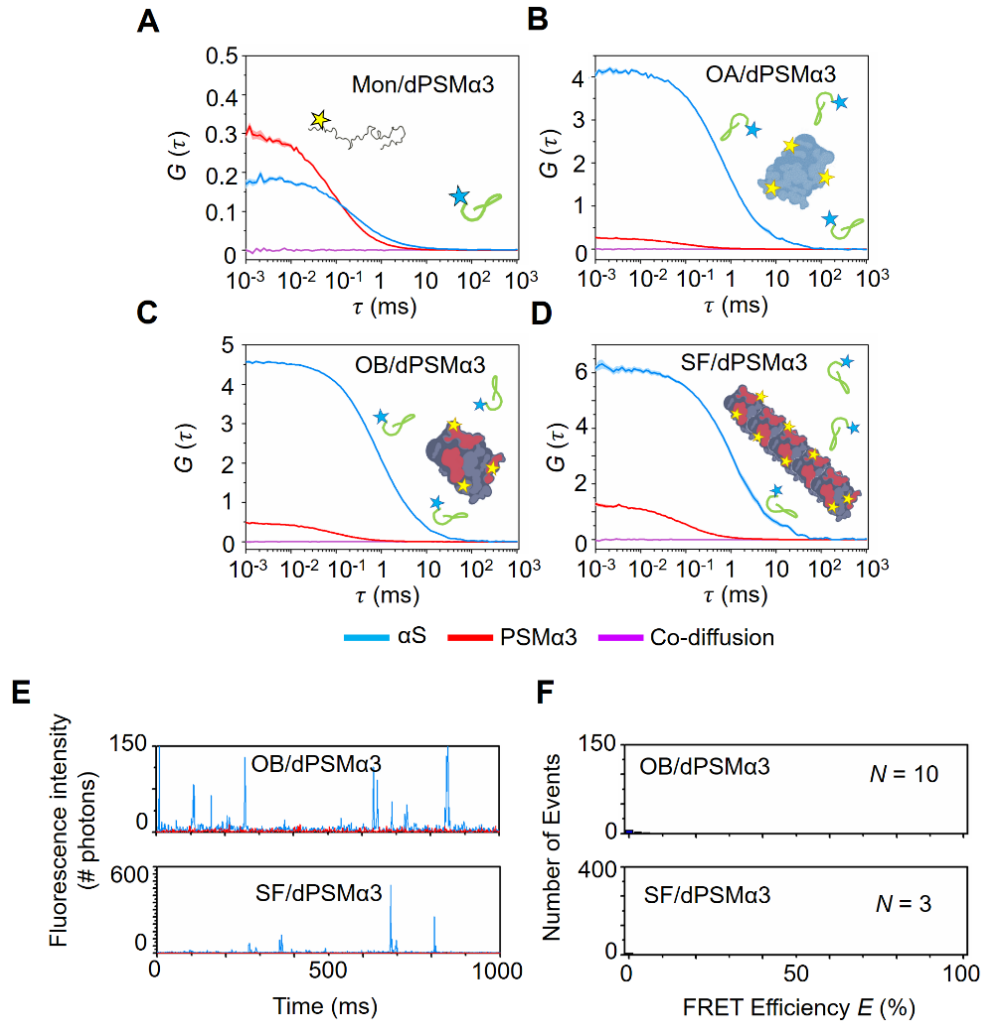 A
Mon/dPSMα3
G (τ)
0.5
0.4
0.3
0.2
0.1
0
10-3 10-2 10-1 1 10 102 103
τ (ms)
B
OA/dPSMα3
G (τ)
4
3
2
1
0
10-3 10-2 10-1 1 10 102 103
τ (ms)
C
OB/dPSMα3
G (τ)
5
4
3
2
1
0
10-3 10-2 10-1 1 10 102 103
τ (ms)
D
SF/dPSMα3
G (τ)
6
4
2
0
10-3 10-2 10-1 1 10 102 103
τ (ms)
αS PSMα3 Co-diffusion
E
Fluorescence intensity
(# photons)
150
0
OB/dPSMα3
600
0
SF/dPSMα3
0 500 1000
Time (ms)
F
Number of Events
150
0
OB/dPSMα3
N = 10
400
0
SF/dPSMα3
N = 3
0 50 100
FRET Efficiency E (%)